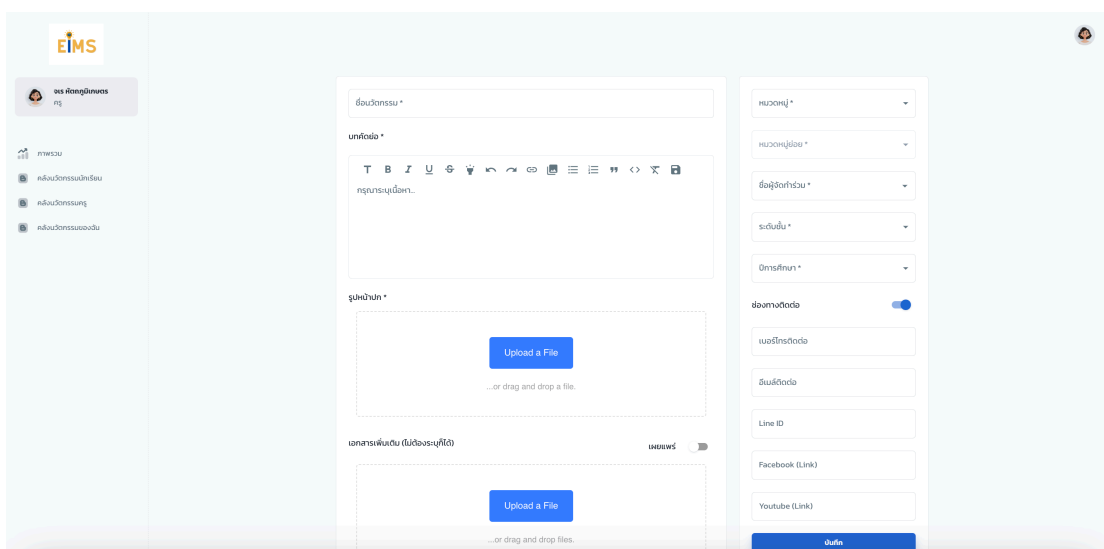 EiMS
จเร หัตถภูมิเกษตร
ครู
ภาพรวม
คลังนวัตกรรมนักเรียน
คลังนวัตกรรมครู
คลังนวัตกรรมของฉัน
ชื่อนวัตกรรม *
บทคัดย่อ *
กรุณาระบุเนื้อหา...
รูปหน้าปก *
Upload a File
...or drag and drop a file.
เอกสารเพิ่มเติม (ไม่ต้องระบุก็ได้)
เผยแพร่
Upload a File
...or drag and drop files.
หมวดหมู่ *
หมวดหมู่ย่อย *
ชื่อผู้จัดทำร่วม *
ระดับชั้น *
ปีการศึกษา *
ช่องทางติดต่อ
เบอร์โทรติดต่อ
อีเมล์ติดต่อ
Line ID
Facebook (Link)
Youtube (Link)
บันทึก